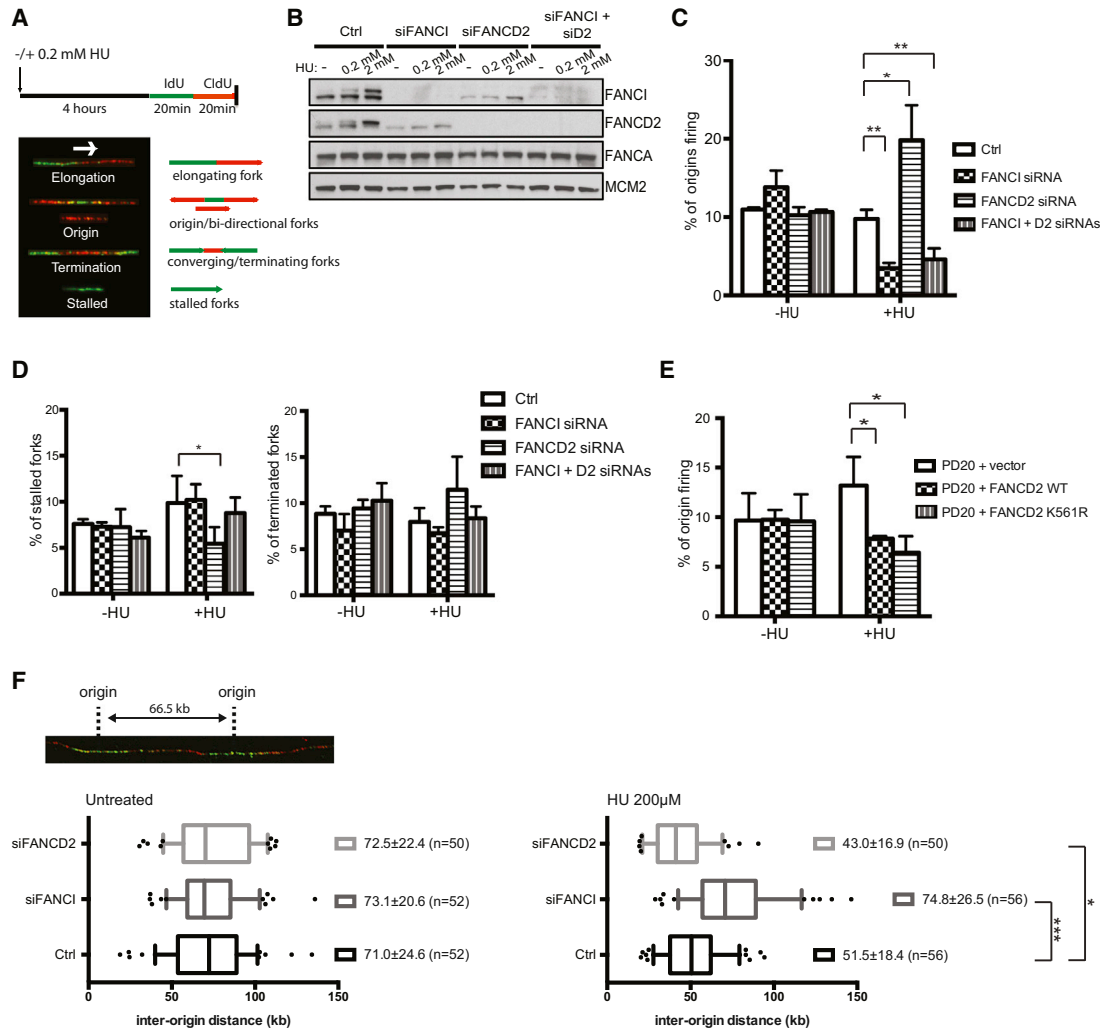 A
-/+ 0.2 mM HU
IdU
CldU
4 hours
20min
20min
Elongation
elongating fork
Origin
origin/bi-directional forks
Termination
converging/terminating forks
Stalled
stalled forks
B
Ctrl
siFANCI
siFANCD2
siFANCI +
siD2
HU:
-
0.2 mM
2 mM
-
0.2 mM
2 mM
-
0.2 mM
2 mM
-
0.2 mM
2 mM
FANCI
FANCD2
FANCA
MCM2
C
% of origins firing
30
20
10
0
**
*
**
-HU
+HU
Ctrl
FANCI siRNA
FANCD2 siRNA
FANCI + D2 siRNAs
D
% of stalled forks
20
15
10
5
0
*
-HU
+HU
% of terminated forks
20
15
10
5
0
-HU
+HU
Ctrl
FANCI siRNA
FANCD2 siRNA
FANCI + D2 siRNAs
E
% of origin firing
20
15
10
5
0
*
*
-HU
+HU
PD20 + vector
PD20 + FANCD2 WT
PD20 + FANCD2 K561R
F
origin
origin
66.5 kb
Untreated
siFANCD2
72.5±22.4 (n=50)
siFANCI
73.1±20.6 (n=52)
Ctrl
71.0±24.6 (n=52)
0
50
100
150
inter-origin distance (kb)
HU 200µM
siFANCD2
43.0±16.9 (n=50)
siFANCI
74.8±26.5 (n=56)
Ctrl
51.5±18.4 (n=56)
***
*
0
50
100
150
inter-origin distance (kb)